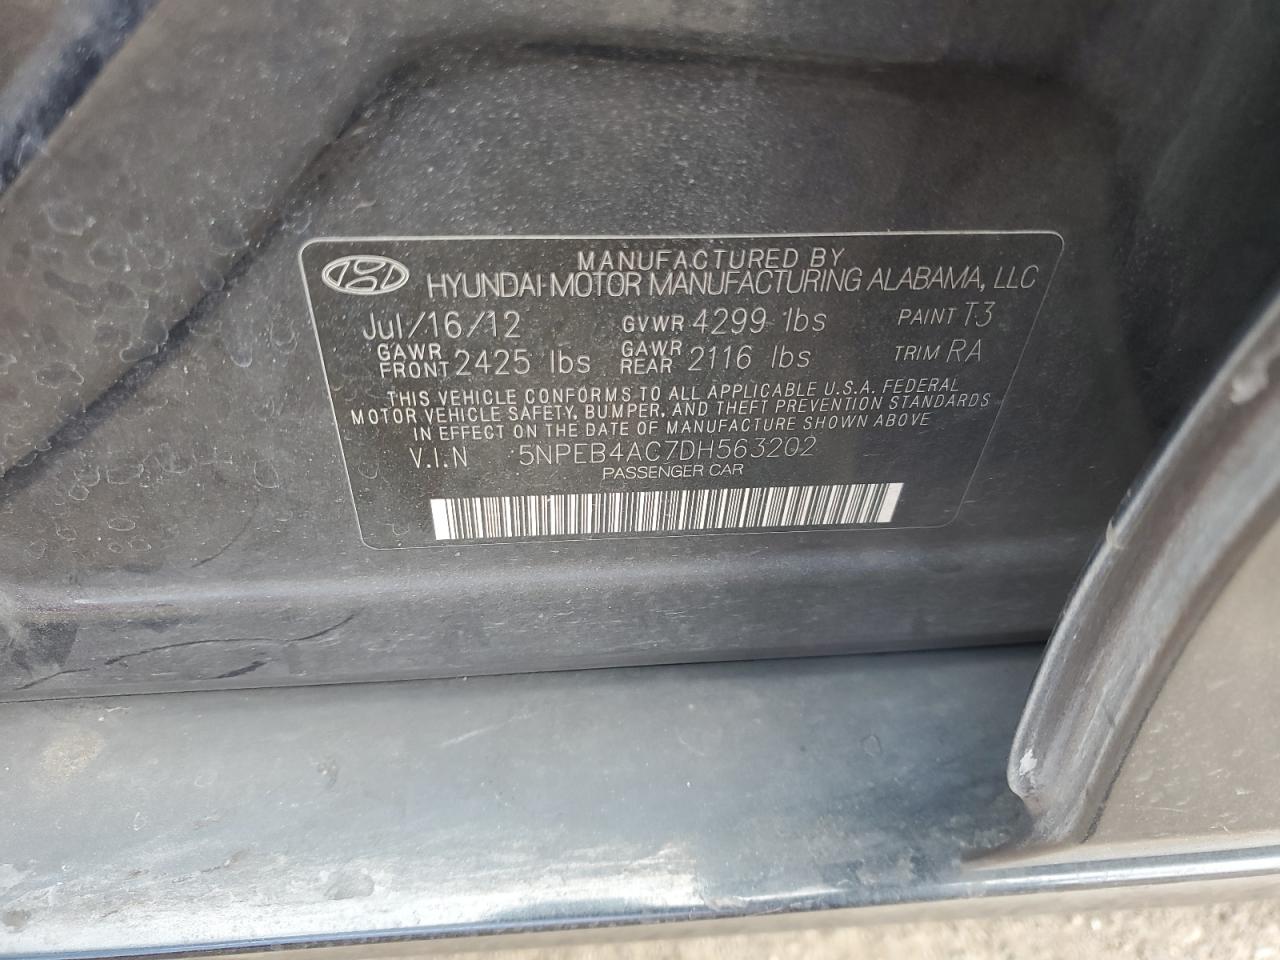 MANUFACTURED BY
HYUNDAI MOTOR MANUFACTURING ALABAMA, LLC
Jul/16/12 GVWR 4299 lbs PAINT T3
GAWR FRONT 2425 lbs GAWR REAR 2116 lbs TRIM RA
THIS VEHICLE CONFORMS TO ALL APPLICABLE U.S.A. FEDERAL
MOTOR VEHICLE SAFETY, BUMPER, AND THEFT PREVENTION STANDARDS
IN EFFECT ON THE DATE OF MANUFACTURE SHOWN ABOVE
V.I.N 5NPEB4AC7DH563202
PASSENGER CAR